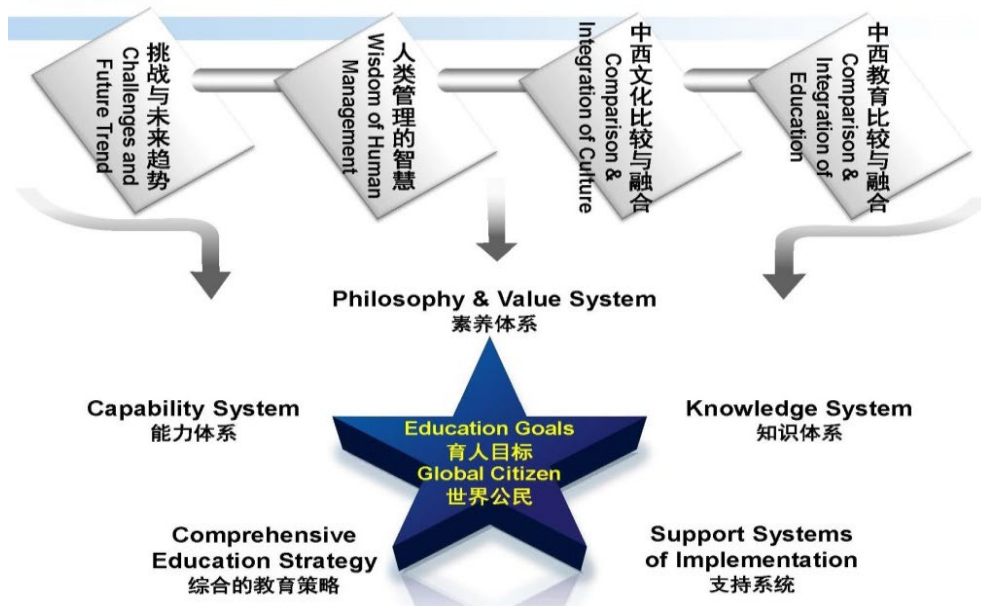 挑战与未来趋势
Challenges and
Future Trend
人类管理的智慧
Wisdom of Human
Management
中西文化比较与融合
Comparison &
Integration of Culture
中西教育比较与融合
Comparison &
Integration of
Education
Philosophy & Value System
素养体系
Capability System
能力体系
Knowledge System
知识体系
Education Goals
育人目标
Global Citizen
世界公民
Comprehensive
Education Strategy
综合的教育策略
Support Systems
of Implementation
支持系统